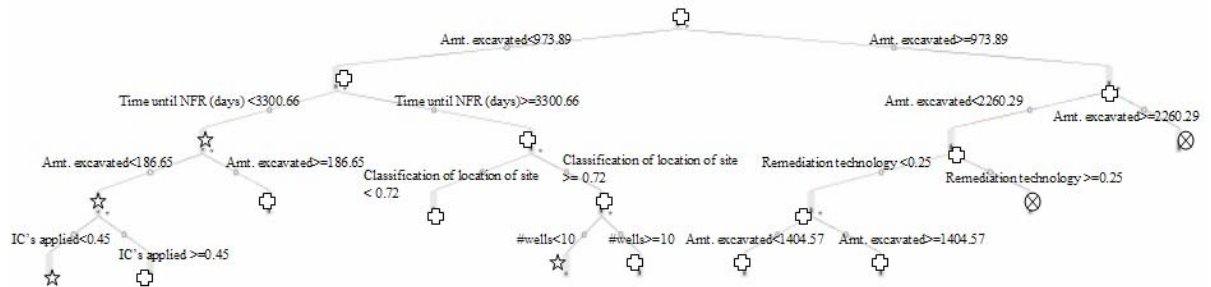 Amt. excavated<973.89
Amt. excavated>=973.89
Time until NFR (days) <3300.66
Time until NFR (days)>=3300.66
Amt. excavated<2260.29
Amt. excavated>=2260.29
Amt. excavated<186.65
Amt. excavated>=186.65
Classification of location of site
< 0.72
Classification of location of site
>= 0.72
Remediation technology <0.25
Remediation technology >=0.25
IC's applied<0.45
IC's applied >=0.45
#wells<10
#wells>=10
Amt. excavated<1404.57
Amt. excavated>=1404.57